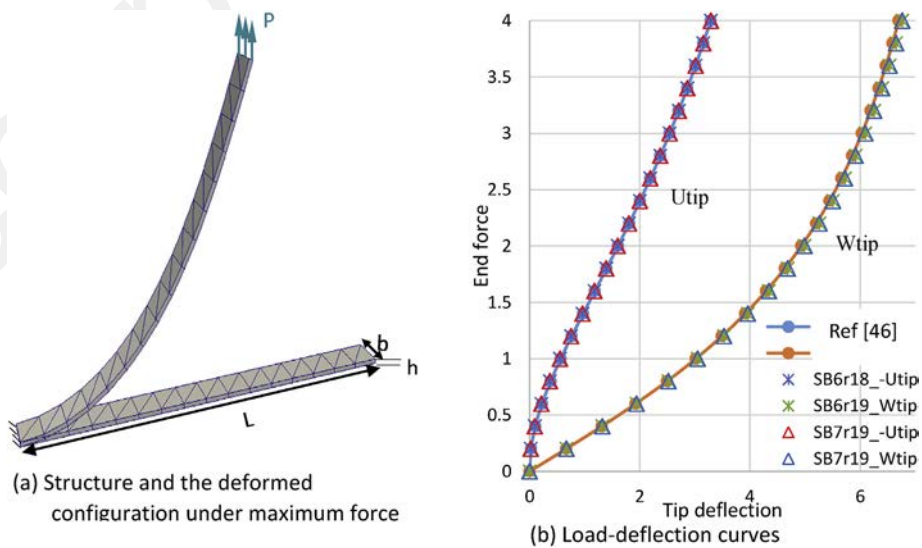 P
b
h
L
(a) Structure and the deformed
configuration under maximum force
4
3.5
3
2.5
2
1.5
1
0.5
0
End force
Utip
Wtip
Ref [46]
SB6r18_-Utip
SB6r19_Wtip
SB7r19_-Utip
SB7r19_Wtip
0 2 4 6
Tip deflection
(b) Load-deflection curves